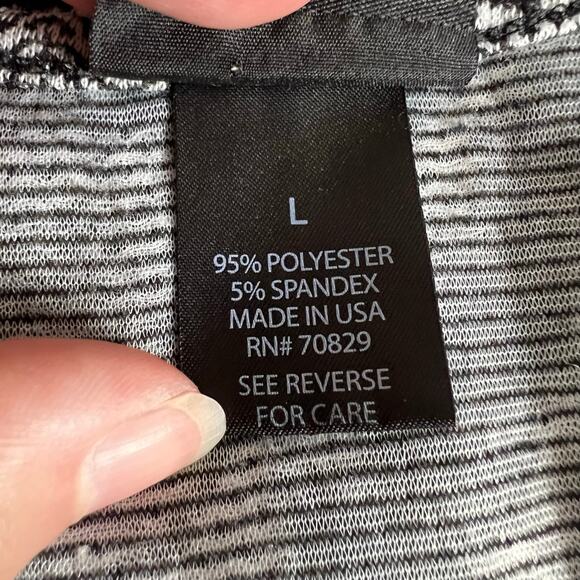 L
95% POLYESTER
5% SPANDEX
MADE IN USA
RN# 70829
SEE REVERSE
FOR CARE